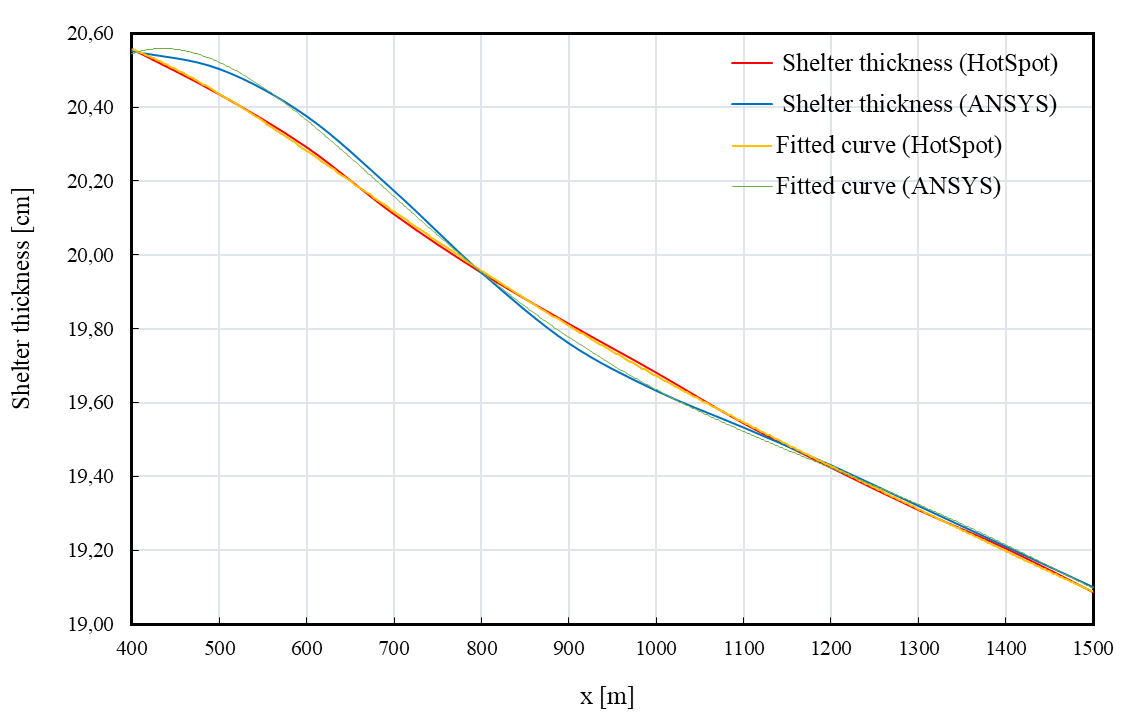 Shelter thickness (HotSpot)
Shelter thickness (ANSYS)
Fitted curve (HotSpot)
Fitted curve (ANSYS)
Shelter thickness [cm]
20,60
20,40
20,20
20,00
19,80
19,60
19,40
19,20
19,00
400 500 600 700 800 900 1000 1100 1200 1300 1400 1500
x [m]